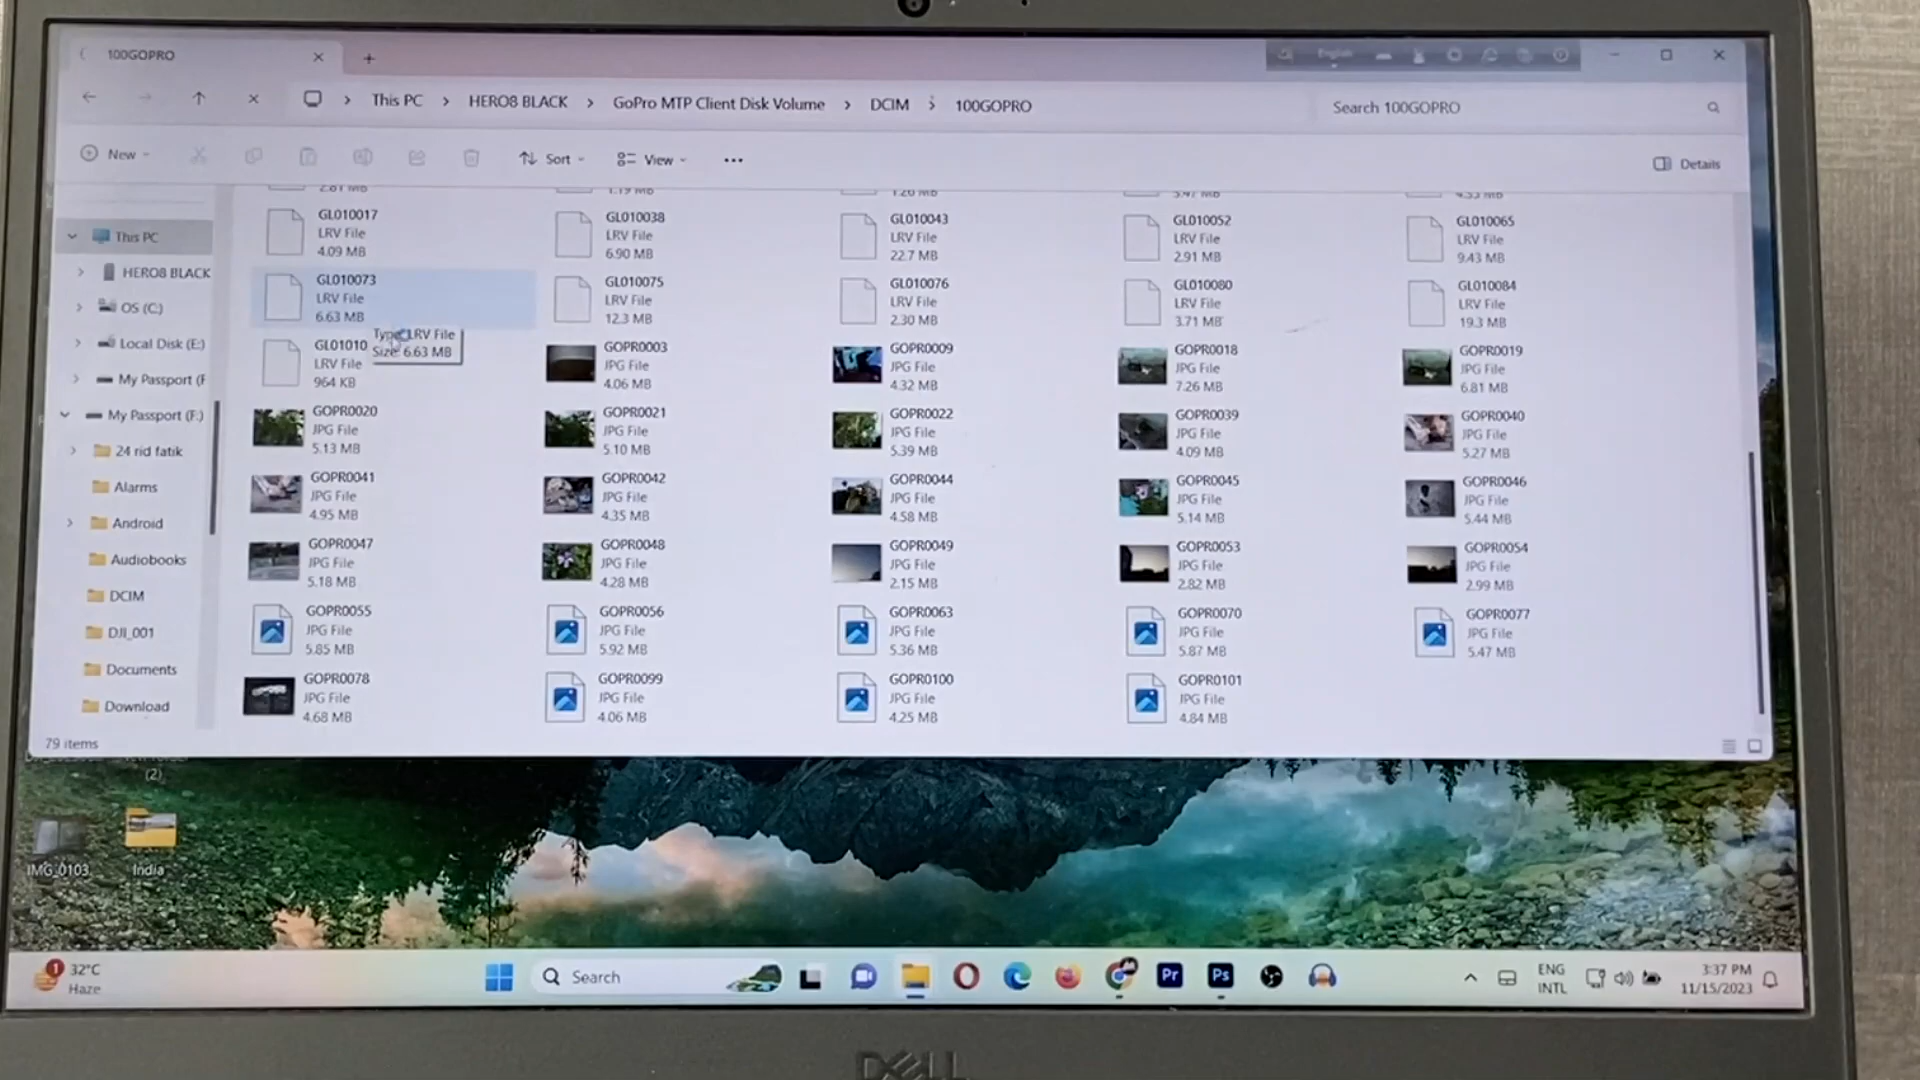 100GOPRO
English
This PC > HERO8 BLACK > GoPro MTP Client Disk Volume > DCIM > 100GOPRO
Search 100GOPRO
New
Sort
View
Details
2.81 MB
1.19 MB
1.20 MB
GL010017
LRV File
4.09 MB
GL010038
LRV File
6.90 MB
GL010043
LRV File
22.7 MB
GL010052
LRV File
2.91 MB
GL010065
LRV File
9.43 MB
GL010073
LRV File
6.63 MB
GL010075
LRV File
12.3 MB
GL010076
LRV File
2.30 MB
GL010080
LRV File
3.71 MB
GL010084
LRV File
19.3 MB
Type: LRV File
Size: 6.63 MB
GL01010
LRV File
964 KB
GOPR0003
JPG File
4.06 MB
GOPR0009
JPG File
4.32 MB
GOPR0018
JPG File
7.26 MB
GOPR0019
JPG File
6.81 MB
GOPR0020
JPG File
5.13 MB
GOPR0021
JPG File
5.10 MB
GOPR0022
JPG File
5.39 MB
GOPR0039
JPG File
4.09 MB
GOPR0040
JPG File
5.27 MB
GOPR0041
JPG File
4.95 MB
GOPR0042
JPG File
4.35 MB
GOPR0044
JPG File
4.58 MB
GOPR0045
JPG File
5.14 MB
GOPR0046
JPG File
5.44 MB
GOPR0047
JPG File
5.18 MB
GOPR0048
JPG File
4.28 MB
GOPR0049
JPG File
2.15 MB
GOPR0053
JPG File
2.82 MB
GOPR0054
JPG File
2.99 MB
GOPR0055
JPG File
5.85 MB
GOPR0056
JPG File
5.92 MB
GOPR0063
JPG File
5.36 MB
GOPR0070
JPG File
5.87 MB
GOPR0077
JPG File
5.47 MB
GOPR0078
JPG File
4.68 MB
GOPR0099
JPG File
4.06 MB
GOPR0100
JPG File
4.25 MB
GOPR0101
JPG File
4.84 MB
This PC
HERO8 BLACK
OS (C:)
Local Disk (E:)
My Passport (F
My Passport (F:)
24 rid fatik
Alarms
Android
Audiobooks
DCIM
DJI_001
Documents
Download
79 items
(2)
IMG_0103
India
1
32°C
Haze
Search
Pr
Ps
ENG
INTL
3:37 PM
11/15/2023
DELL